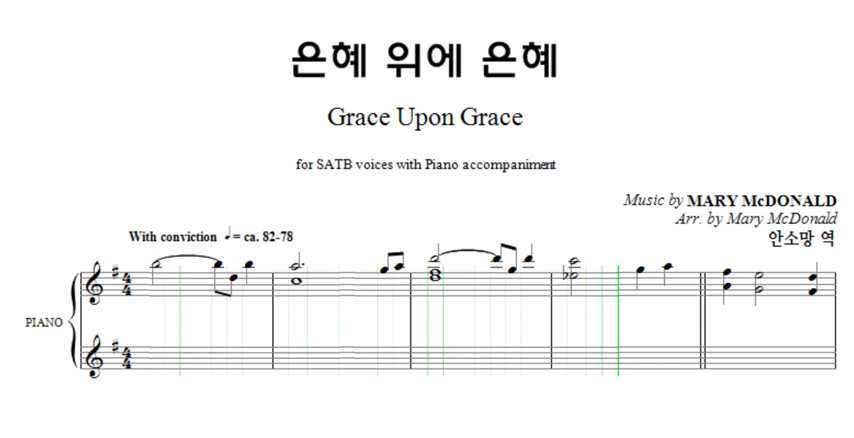 은혜 위에 은혜
Grace Upon Grace
for SATB voices with Piano accompaniment
Music by MARY McDONALD
Arr. by Mary McDonald
안소망 역
With conviction ♩= ca. 82-78
PIANO